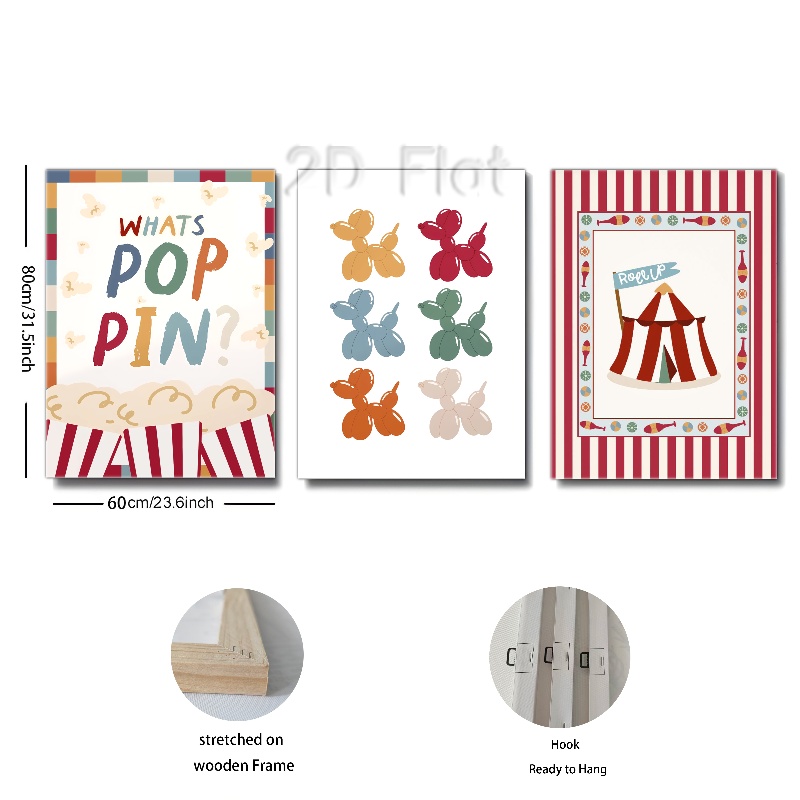 2D Flat
WHATS
POP
PIN?
ROLL UP
80cm/31.5inch
60cm/23.6inch
stretched on
wooden Frame
Hook
Ready to Hang